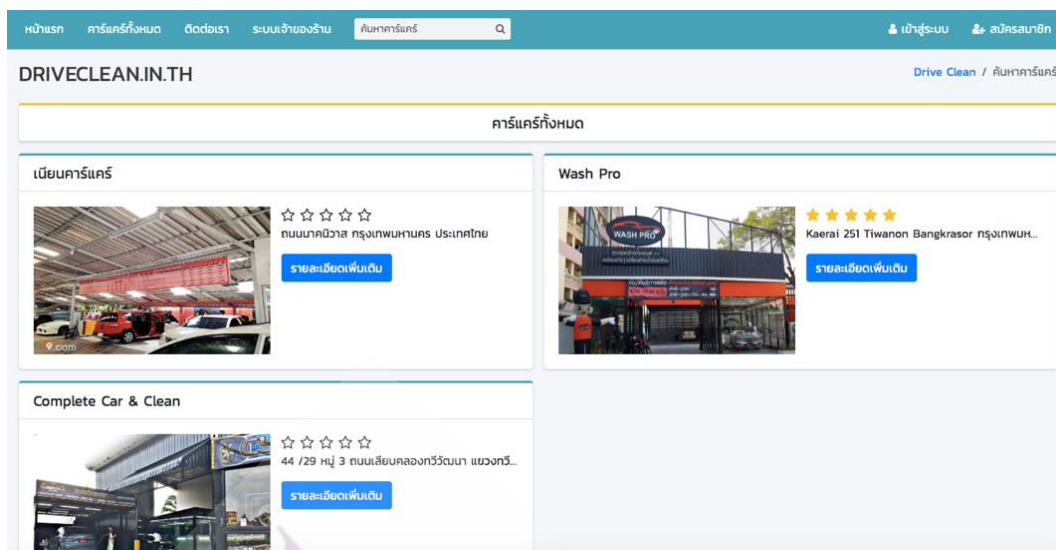 หน้าแรก คาร์แคร์ทั้งหมด ติดต่อเรา ระบบเจ้าของร้าน ค้นหาคาร์แคร์ เข้าสู่ระบบ สมัครสมาชิก
DRIVECLEAN.IN.TH Drive Clean / ค้นหาคาร์แคร์
คาร์แคร์ทั้งหมด
เนียนคาร์แคร์
ถนนนาคนิวาส กรุงเทพมหานคร ประเทศไทย
รายละเอียดเพิ่มเติม
.com
Wash Pro
WASH PRO
Kaerai 251 Tiwanon Bangkrasor กรุงเทพมห...
รายละเอียดเพิ่มเติม
Complete Car & Clean
44 /29 หมู่ 3 ถนนเลียบคลองทวีวัฒนา แขวงทวี...
รายละเอียดเพิ่มเติม